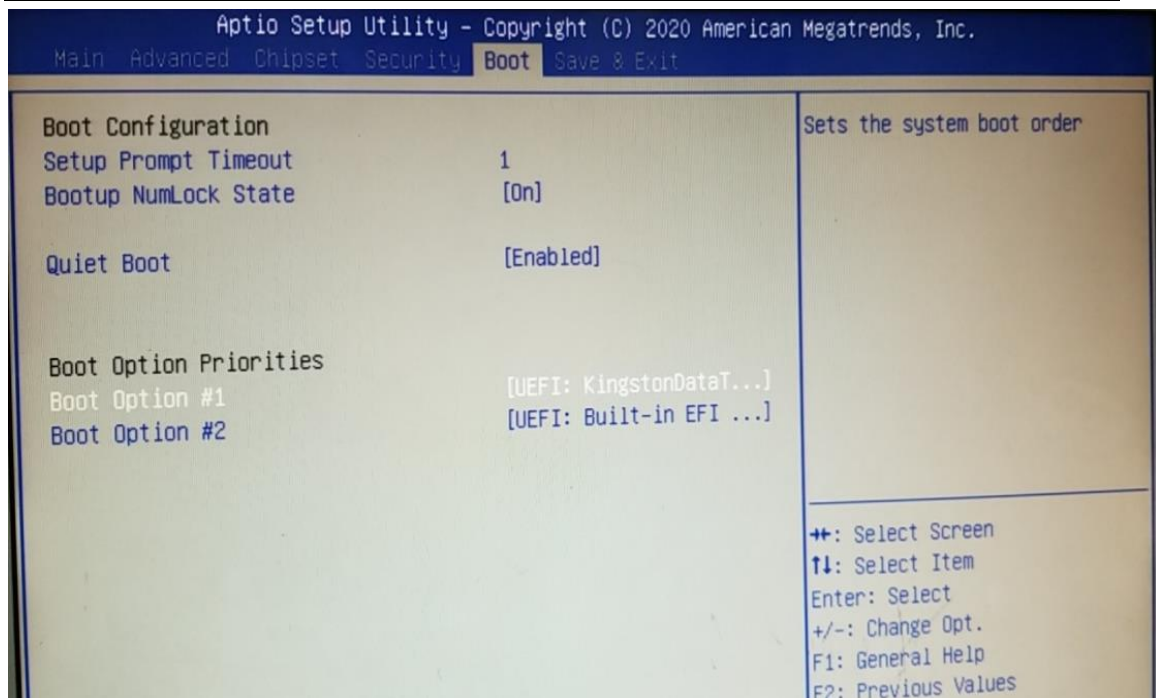 Aptio Setup Utility – Copyright (C) 2020 American Megatrends, Inc.
Main Advanced Chipset Security Boot Save & Exit
Boot Configuration
Setup Prompt Timeout 1
Bootup NumLock State [On]
Quiet Boot [Enabled]
Boot Option Priorities
Boot Option #1 [UEFI: KingstonDataT...]
Boot Option #2 [UEFI: Built-in EFI ...]
Sets the system boot order
→←: Select Screen
↑↓: Select Item
Enter: Select
+/-: Change Opt.
F1: General Help
F2: Previous Values